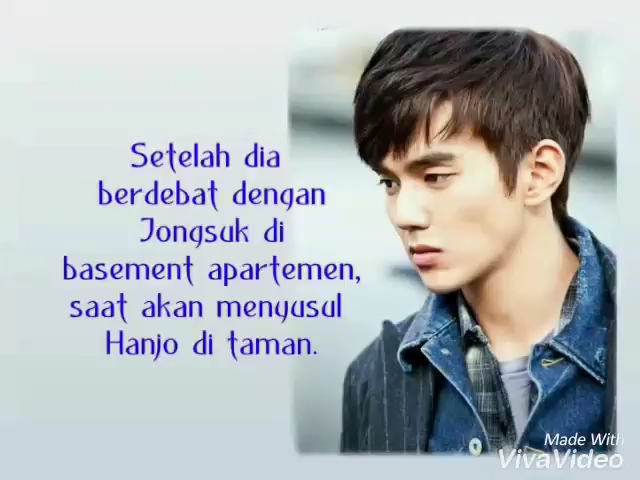 Setelah dia
berdebat dengan
Jongsuk di
basement apartemen,
saat akan menyusul
Hanjo di taman.
Made With
VivaVideo